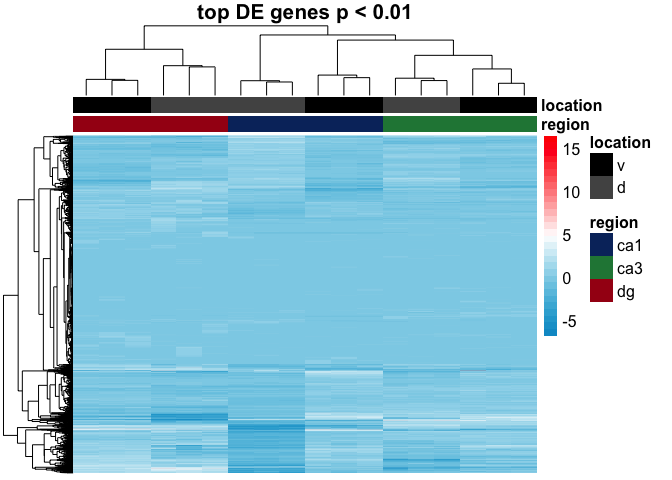 top DE genes p < 0.01
location
region
15
10
5
0
-5
location
v
d
region
ca1
ca3
dg